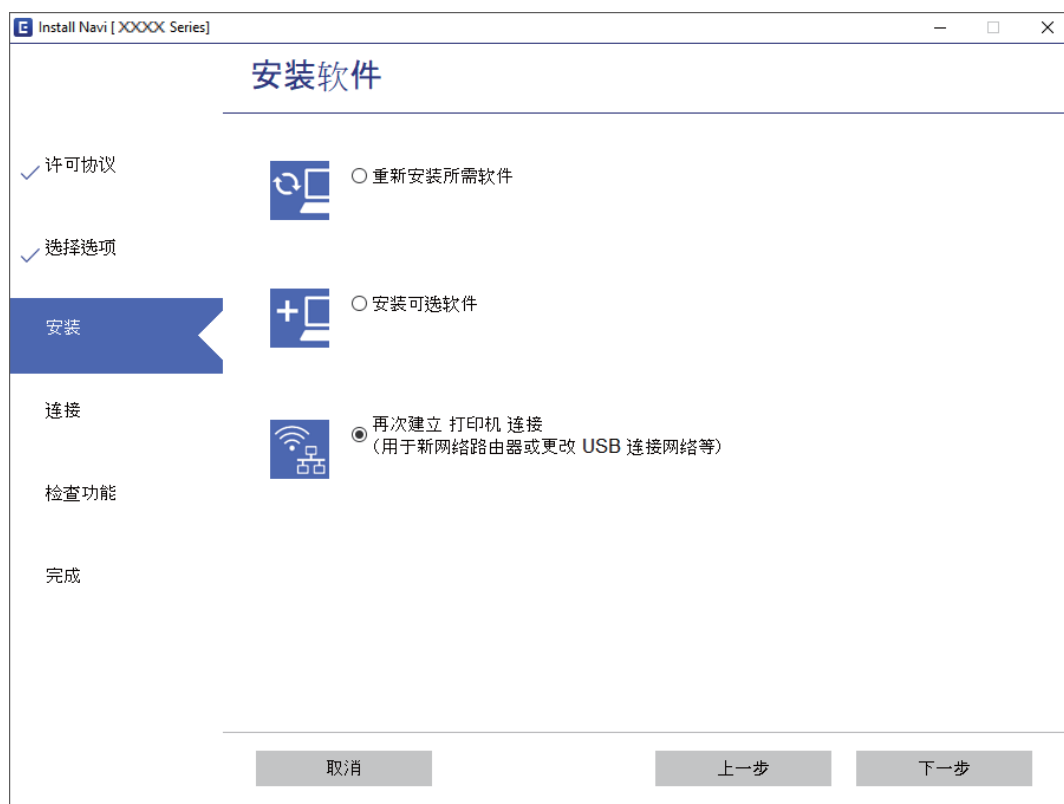 Install Navi [ XXXX Series]
安装软件
许可协议
选择选项
安装
连接
检查功能
完成
重新安装所需软件
安装可选软件
再次建立 打印机 连接
(用于新网络路由器或更改 USB 连接网络等)
取消
上一步
下一步